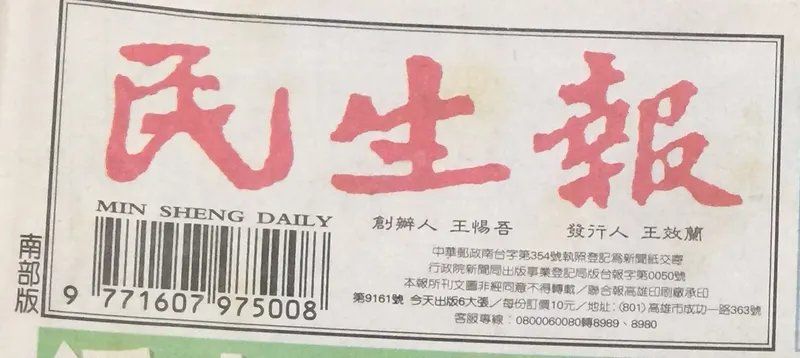 民生報
MIN SHENG DAILY
創辦人 王惕吾 發行人 王效蘭
中華郵政南台字第354號執照登記為新聞紙交寄
行政院新聞局出版事業登記局版台報字第0050號
本報所刊文圖非經同意不得轉載／聯合報高雄印刷廠承印
第9161號 今天出版6大張／每份訂價10元／地址：(801)高雄市成功一路363號
客服專線：0800060080轉8989、8980
南部版
9 771607 975008